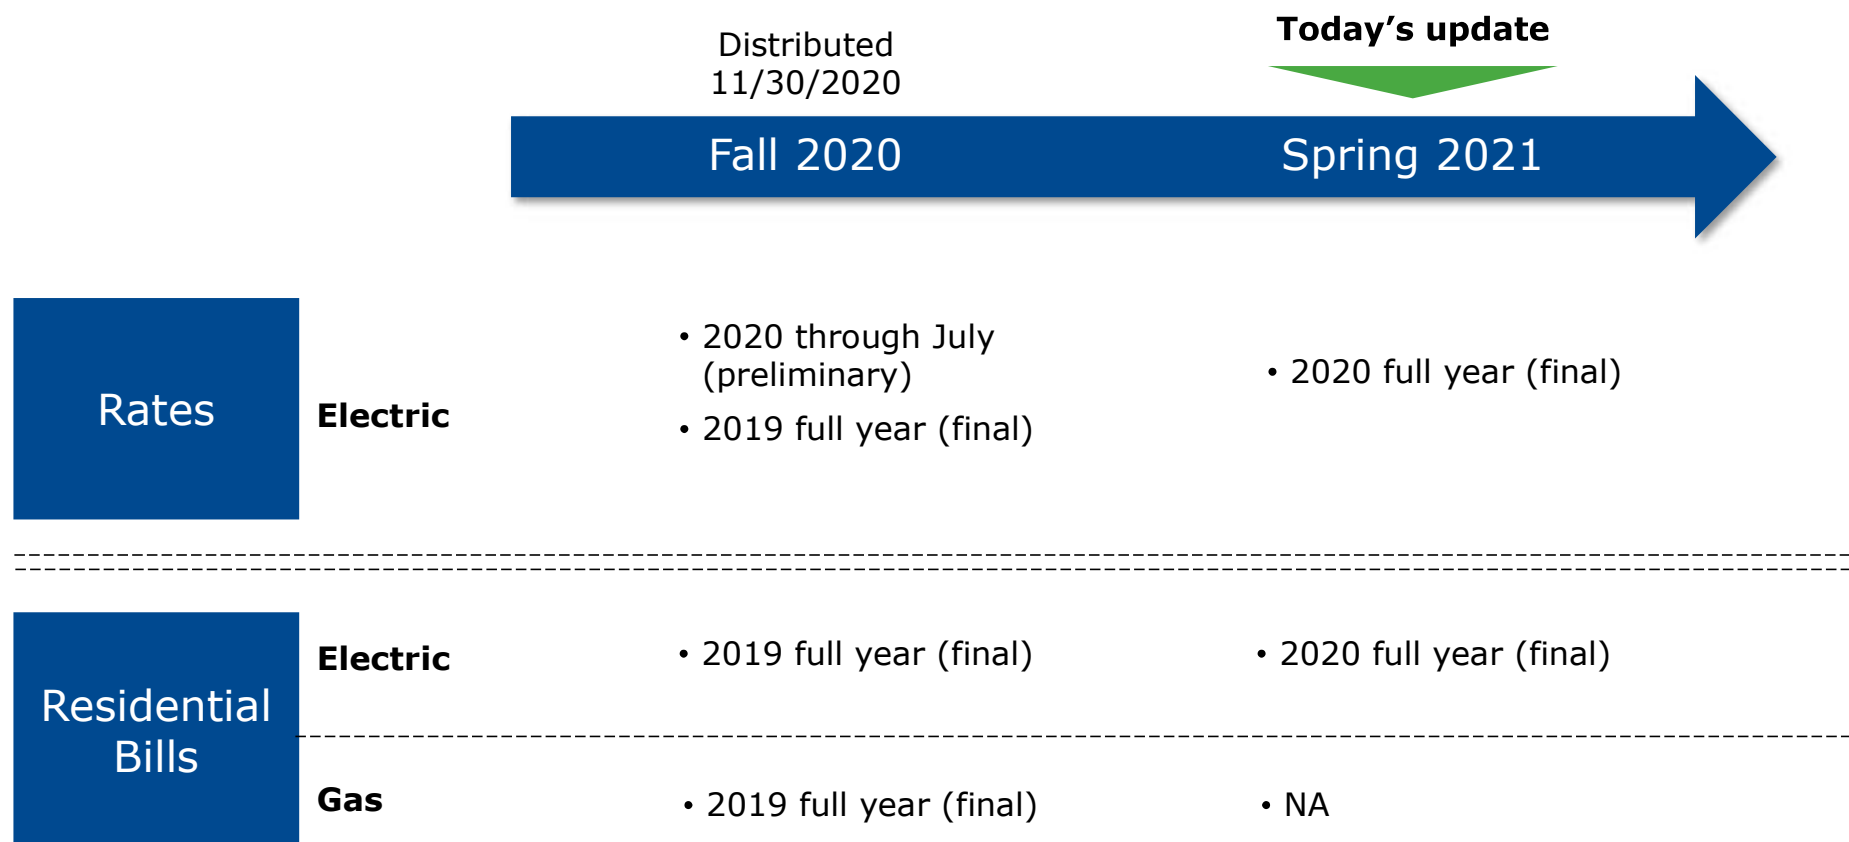 Distributed
11/30/2020
Today’s update
Fall 2020
Spring 2021
Rates
Electric
• 2020 through July
(preliminary)
• 2019 full year (final)
• 2020 full year (final)
Residential
Bills
Electric
• 2019 full year (final)
• 2020 full year (final)
Gas
• 2019 full year (final)
• NA